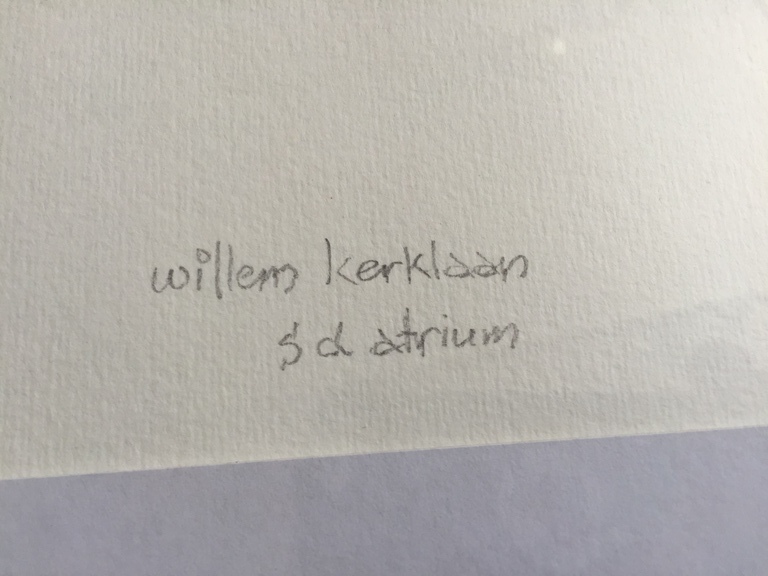 willem kerklaan
s d atrium